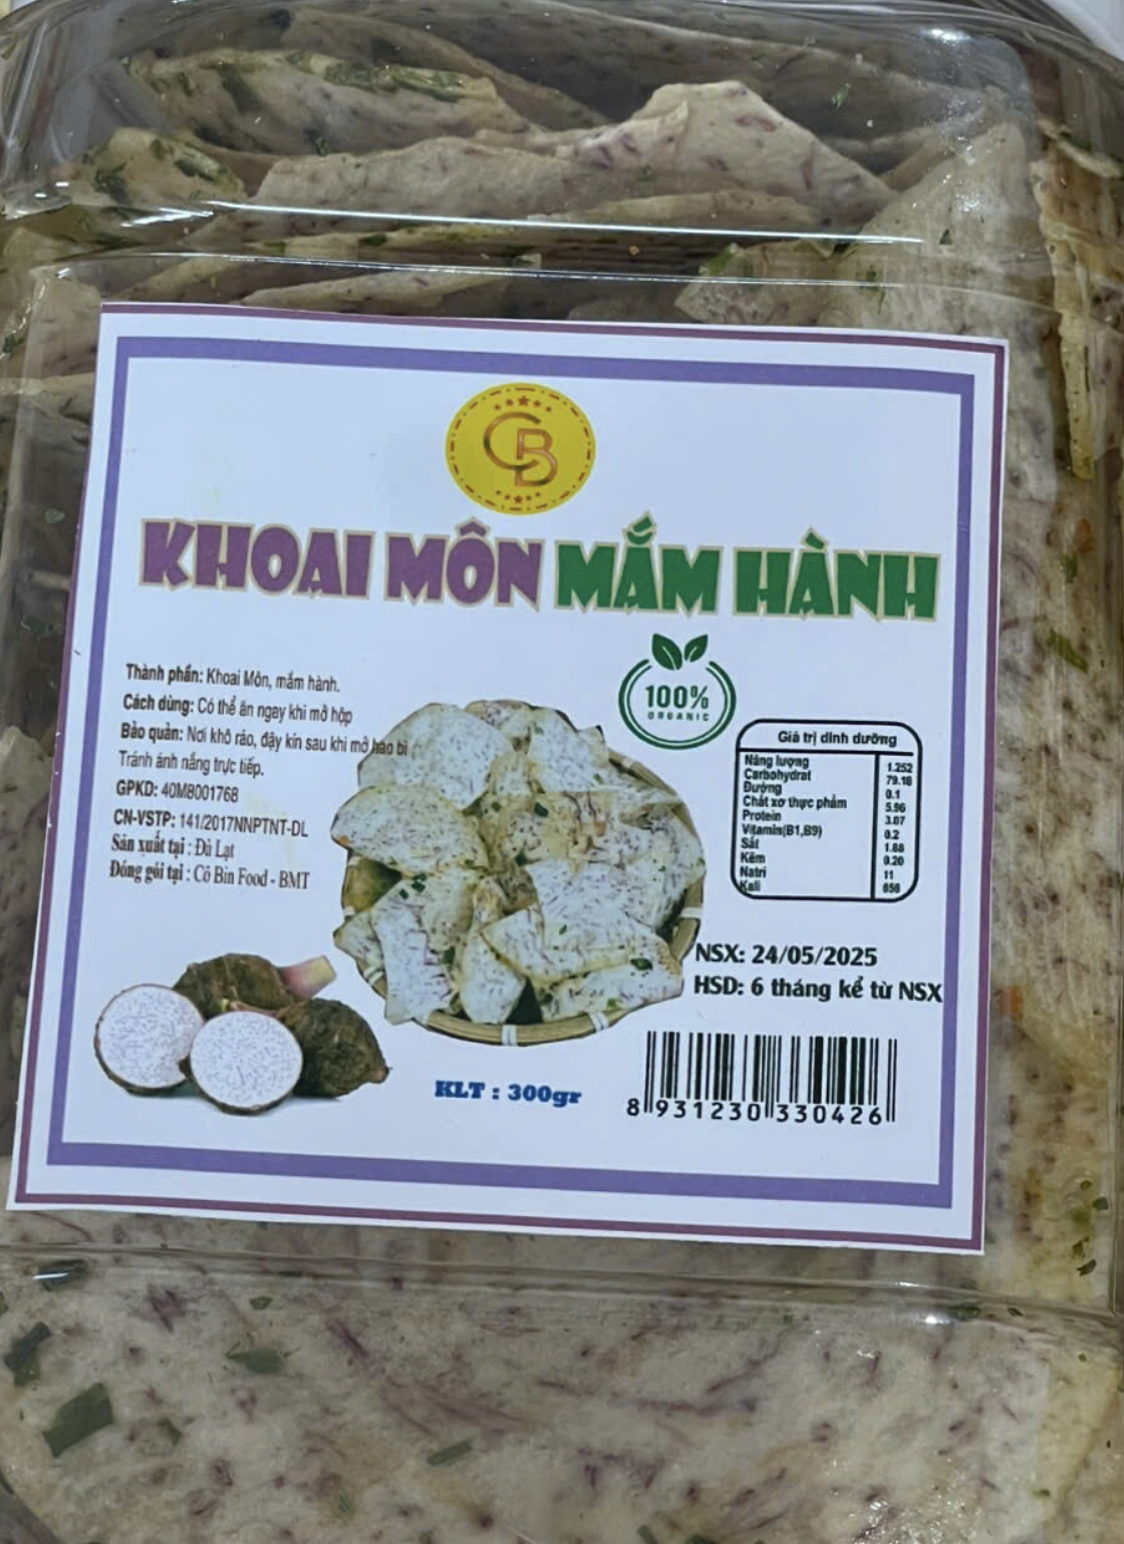 CB
KHOAI MÔN MẮM HÀNH
Thành phần: Khoai Môn, mắm hành.
Cách dùng: Có thể ăn ngay khi mở hộp
Bảo quản: Nơi khô ráo, đậy kín sau khi mở bao bì
Tránh ánh nắng trực tiếp.
GPKD: 40M8001768
CN-VSTP: 141/2017NNPTNT-DL
Sản xuất tại : Đà Lạt
Đóng gói tại : Cô Bin Food - BMT
100%
ORGANIC
Giá trị dinh dưỡng
Năng lượng 1.252
Carbohydrat 79.18
Đường 0.1
Chất xơ thực phẩm 5.96
Protein 3.07
Vitamin(B1,B9) 0.2
Sắt 1.88
Kẽm 0.20
Natri 11
Kali 656
NSX: 24/05/2025
HSD: 6 tháng kể từ NSX
KLT : 300gr
8 931230 330426